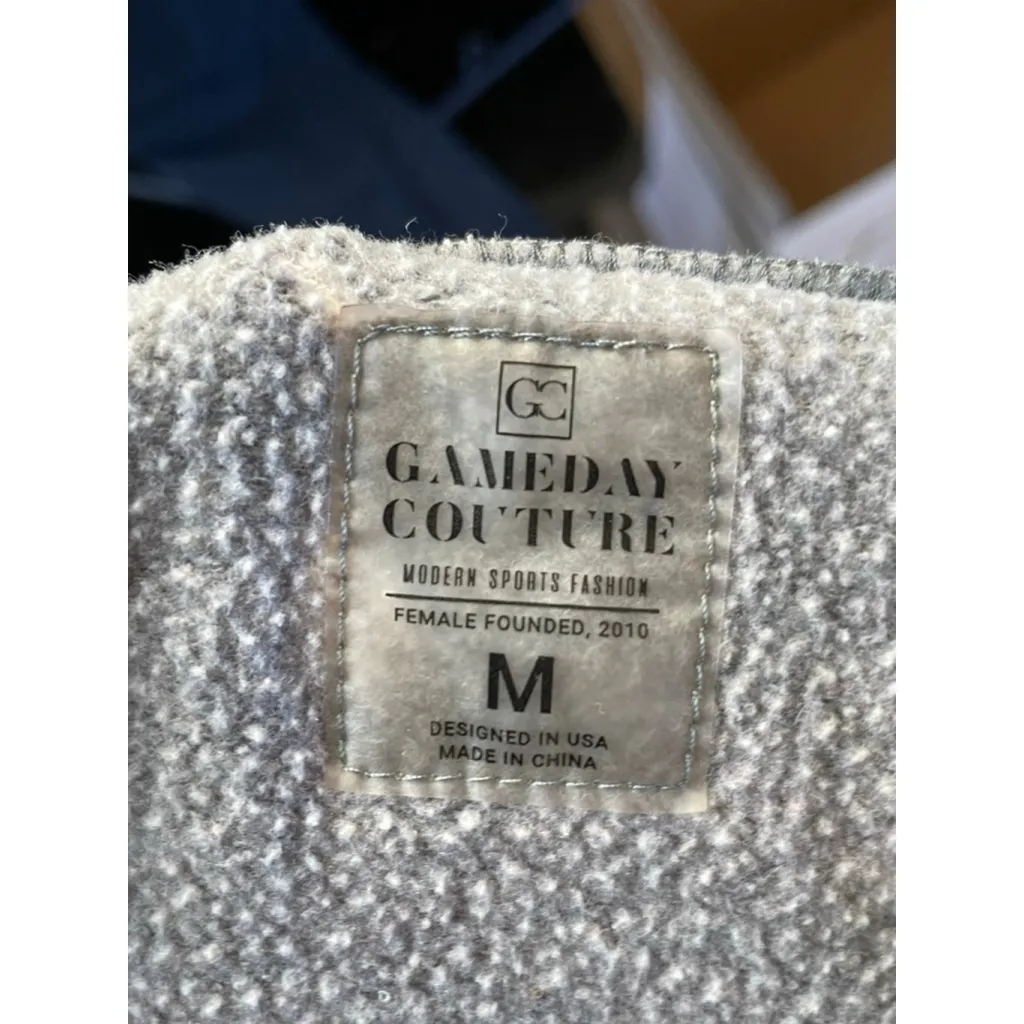 GC
GAMEDAY
COUTURE
MODERN SPORTS FASHION
FEMALE FOUNDED, 2010
M
DESIGNED IN USA
MADE IN CHINA